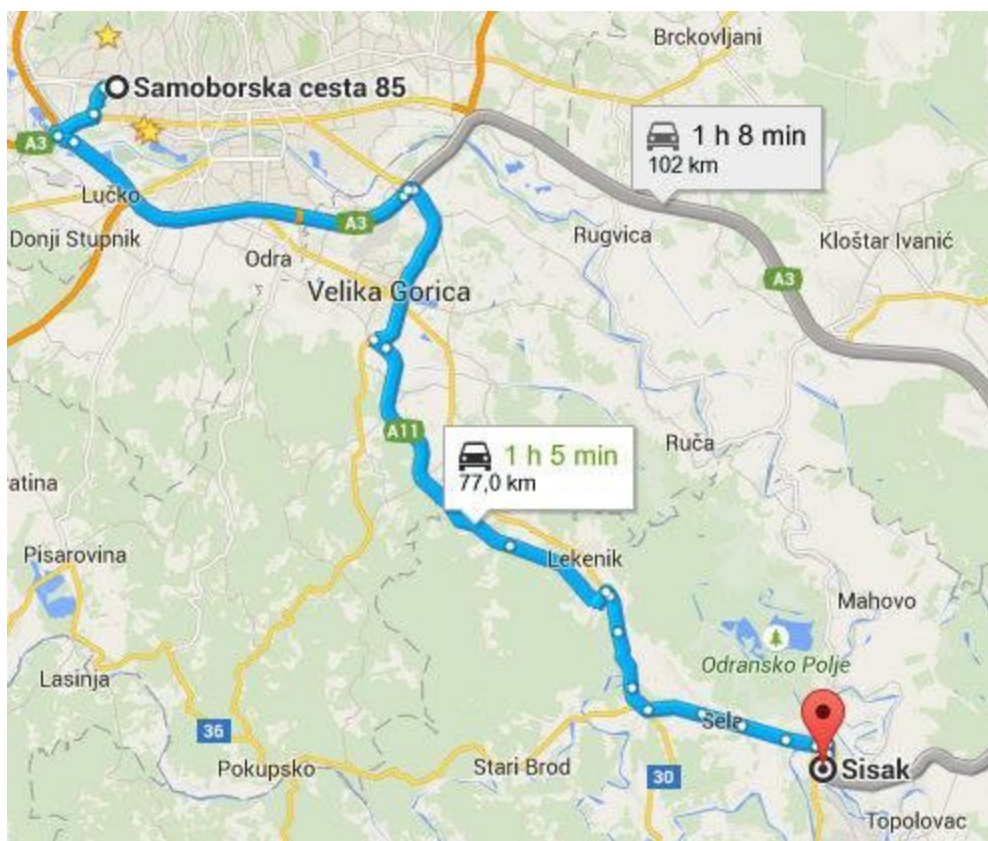 Brckovljani
Samoborska cesta 85
A3
1 h 8 min
102 km
Lučko
A3
Rugvica
Donji Stupnik
Kloštar Ivanić
Odra
A3
Velika Gorica
A11
Ruča
1 h 5 min
77,0 km
ratina
Pisarovina
Lekenik
Mahovo
Odransko Polje
Lasinja
Sela
36
Pokupsko
Stari Brod
30
Sisak
Topolovac